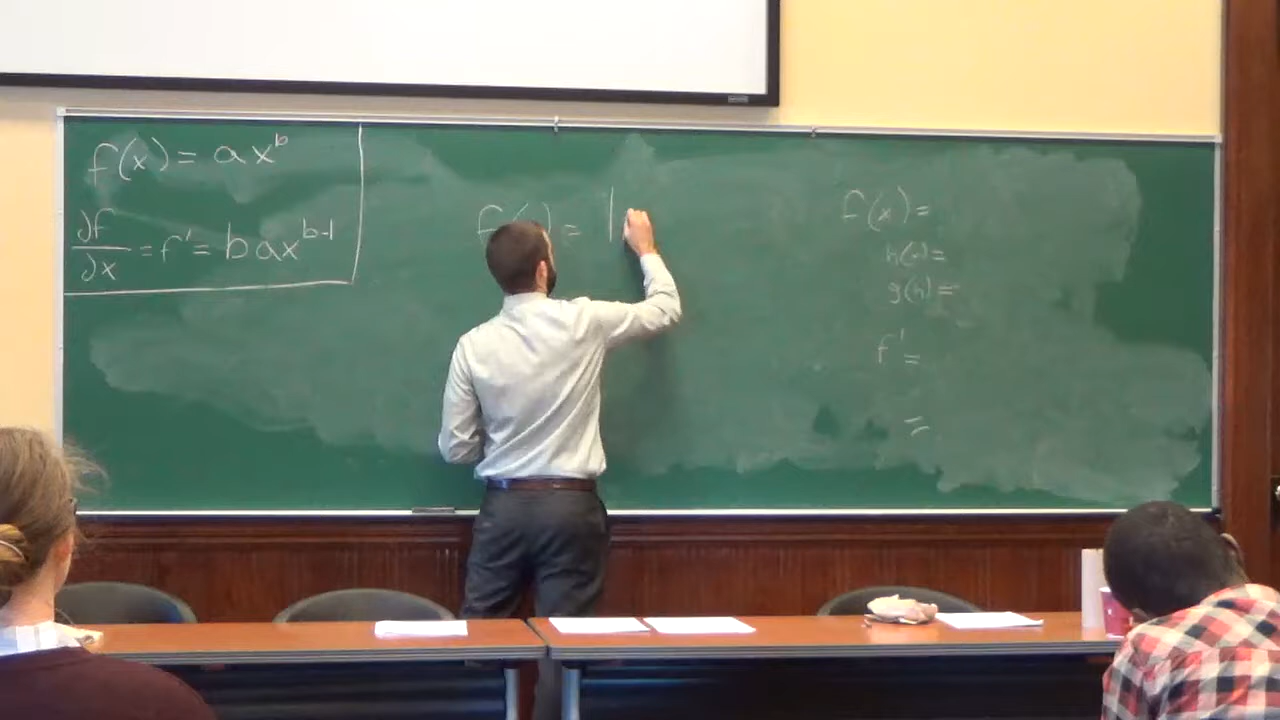 f(x) = ax^b
∂f/∂x = f' = bax^{b-1}
f( ) = l
f(x) =
h(x) =
g(h) =
f' =
=